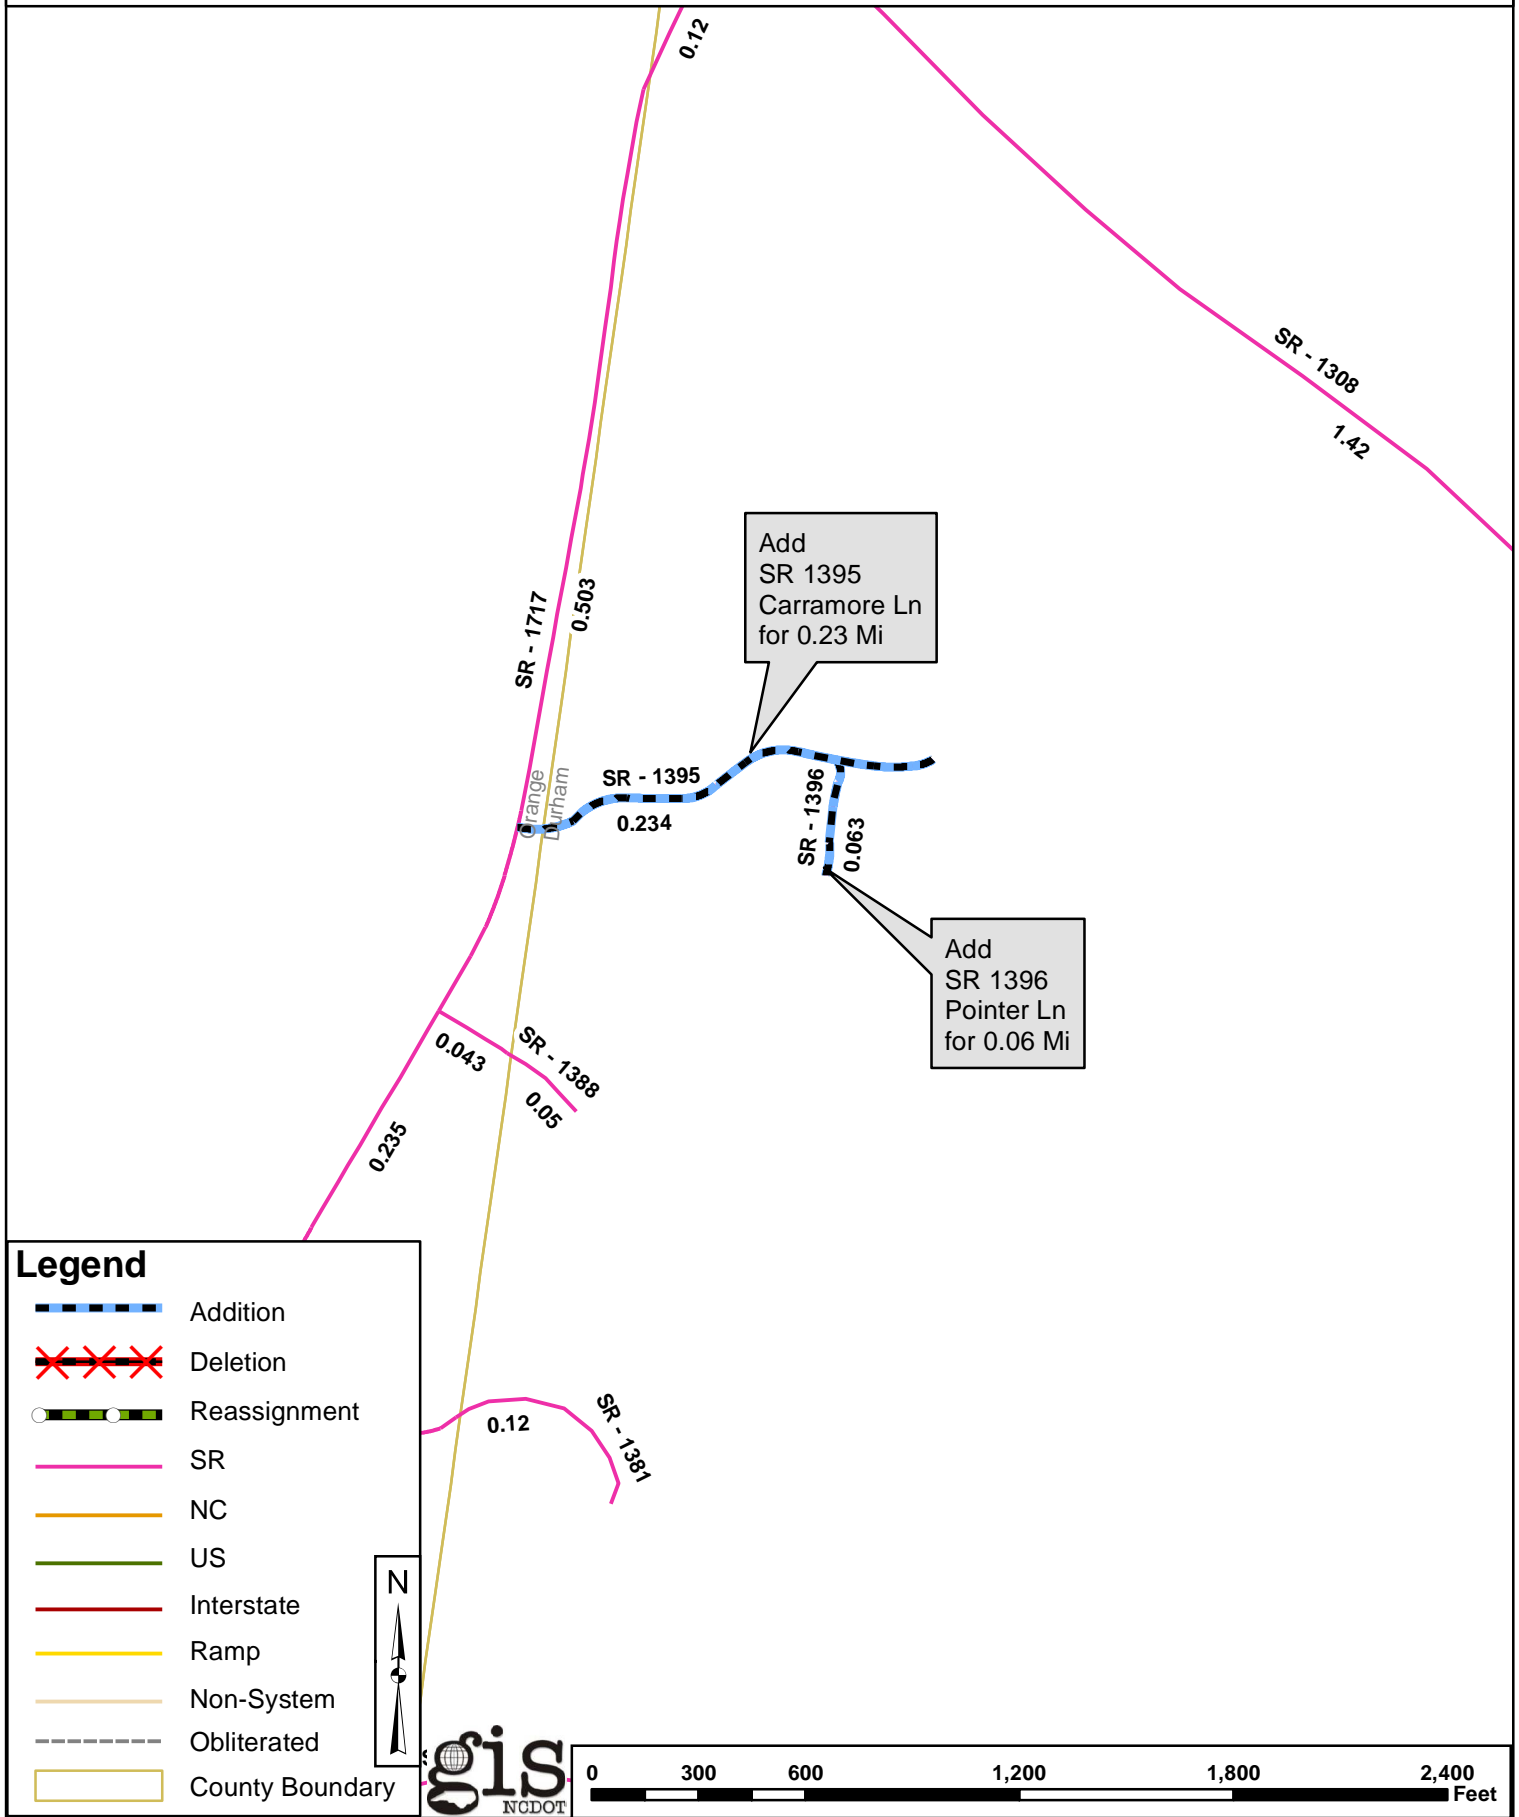 0.12
SR - 1308
1.42
Add
SR 1395
Carramore Ln
for 0.23 Mi
SR - 1717
0.503
Orange
Durham
SR - 1395
0.234
SR - 1396
0.063
Add
SR 1396
Pointer Ln
for 0.06 Mi
0.043
SR - 1388
0.05
0.235
Legend
Addition
Deletion
Reassignment
SR
NC
US
Interstate
Ramp
Non-System
Obliterated
County Boundary
0.12
SR - 1381
N
gis
NCDOT
0 300 600 1,200 1,800 2,400
Feet